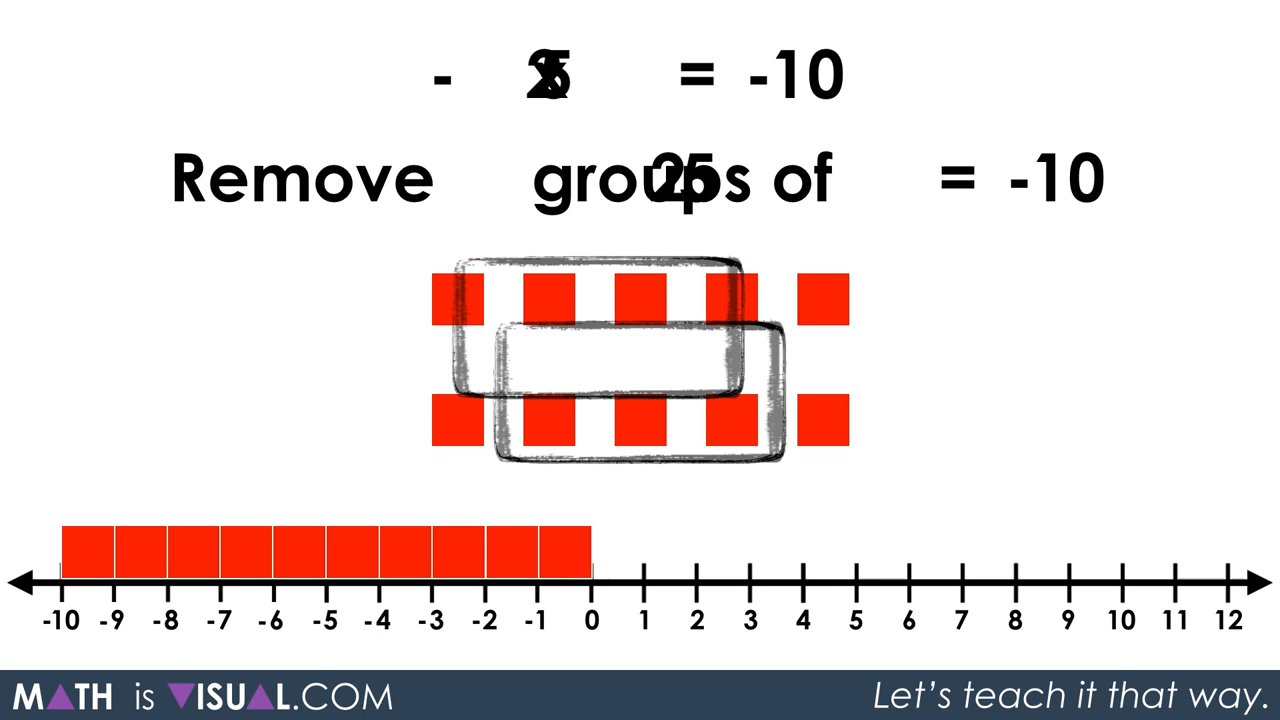 - = -10
Remove groups of = -10
-10 -9 -8 -7 -6 -5 -4 -3 -2 -1 0 1 2 3 4 5 6 7 8 9 10 11 12
MATH is VISUAL.COM
Let's teach it that way.